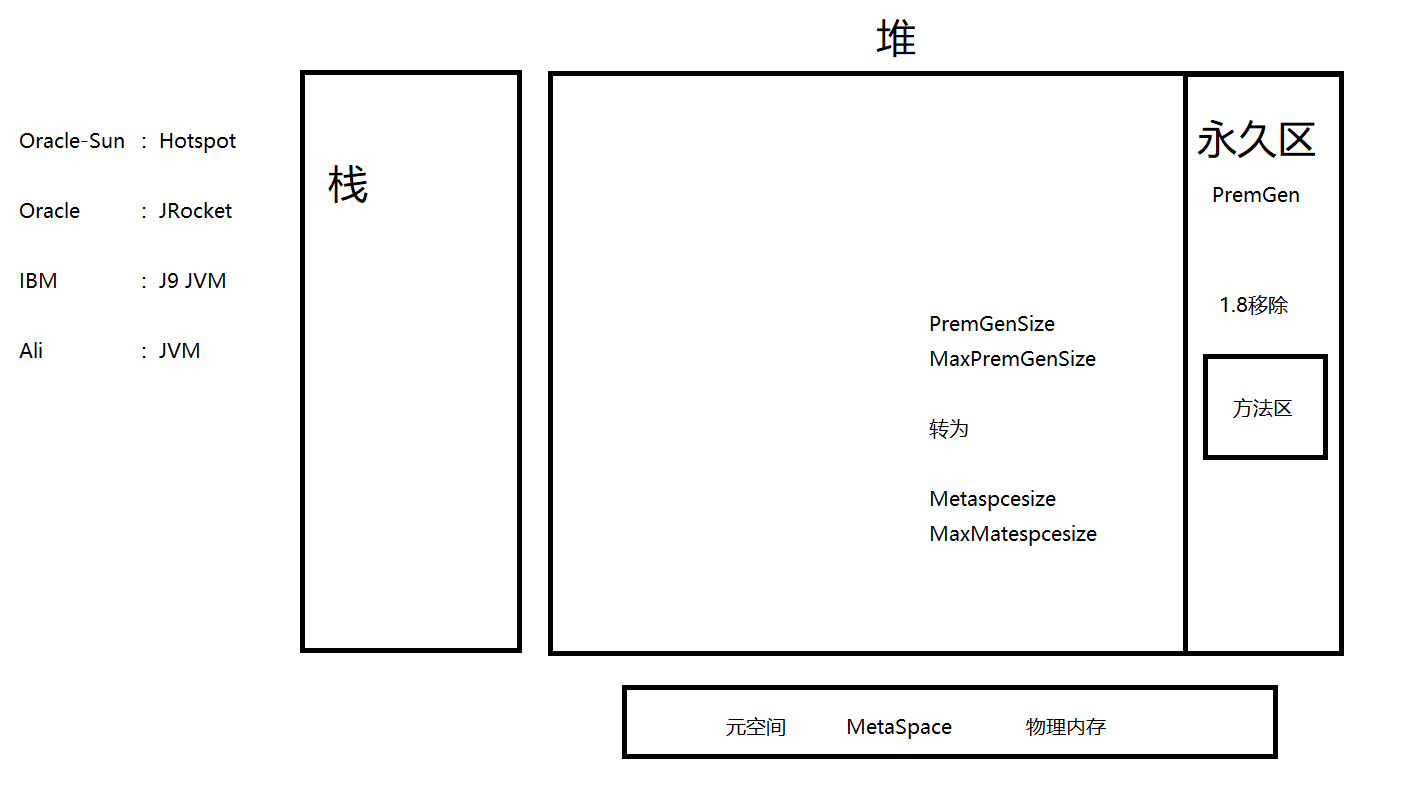 堆
Oracle-Sun : Hotspot
Oracle : JRocket
IBM : J9 JVM
Ali : JVM
栈
永久区
PremGen
1.8移除
方法区
PremGenSize
MaxPremGenSize
转为
Metaspcesize
MaxMatespcesize
元空间 MetaSpace 物理内存